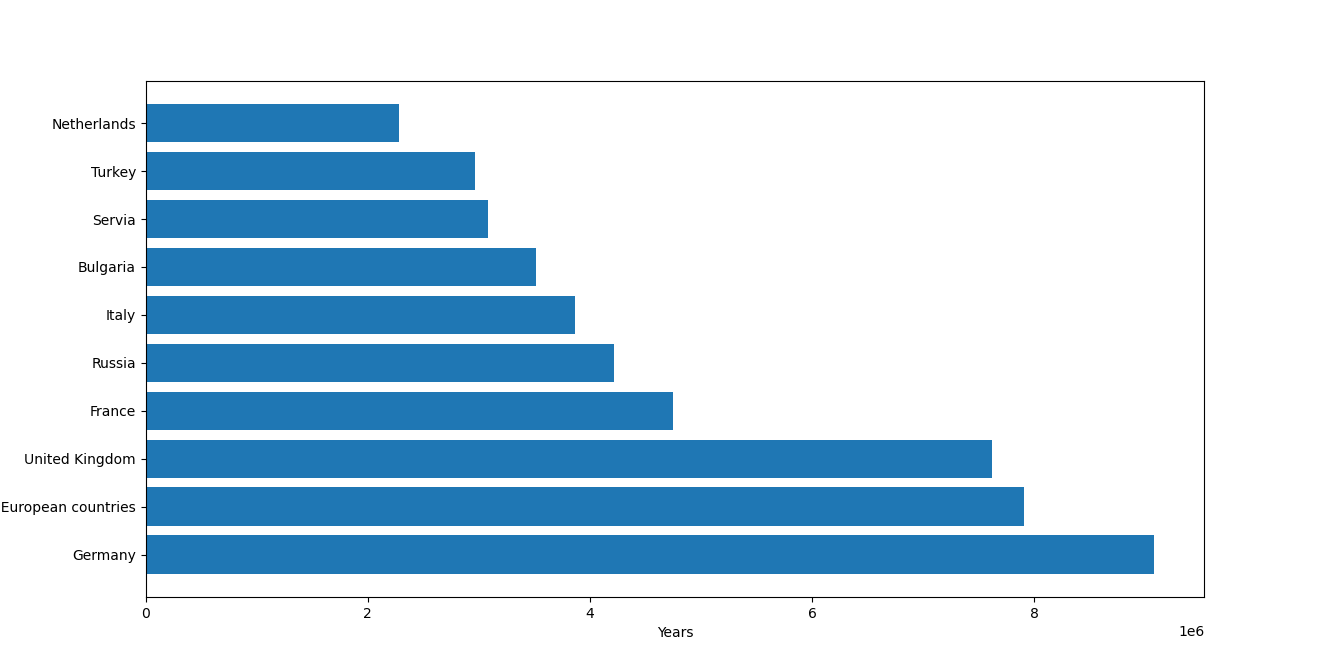 Netherlands
Turkey
Servia
Bulgaria
Italy
Russia
France
United Kingdom
European countries
Germany
0 2 4 6 8
Years
1e6